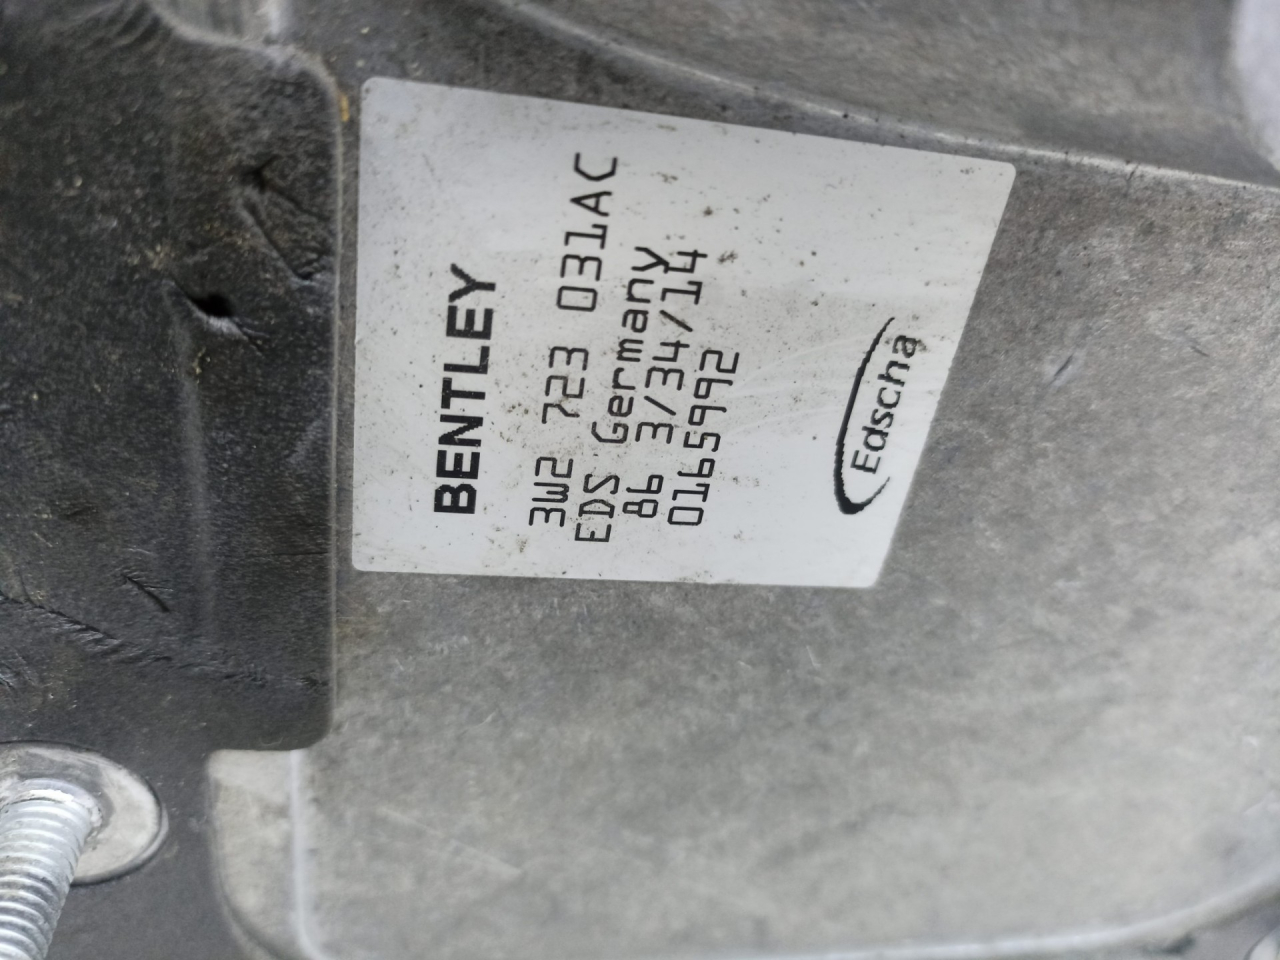 BENTLEY
3W2 723 031AC
EDS Germany
86 3/34/14
0165992
Edscha